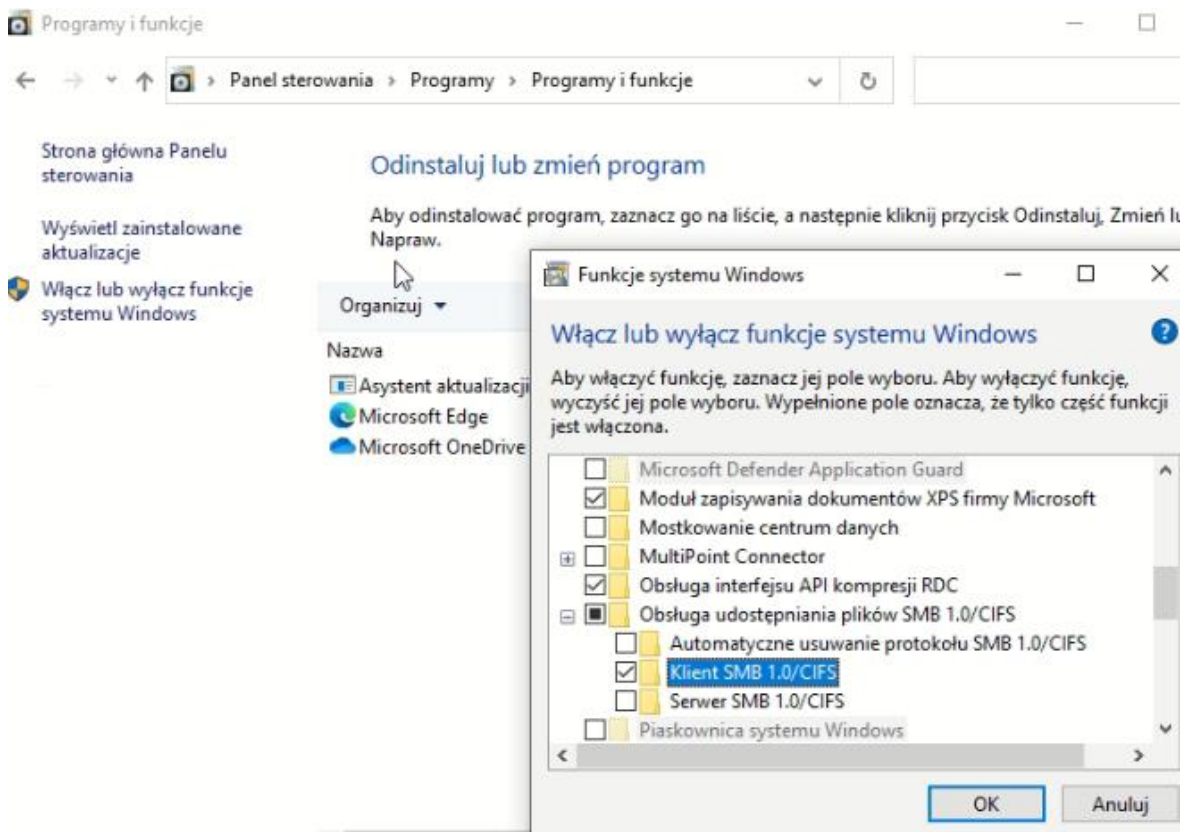 Programy i funkcje
Panel sterowania > Programy > Programy i funkcje
Strona główna Panelu
sterowania
Wyświetl zainstalowane
aktualizacje
Włącz lub wyłącz funkcje
systemu Windows
Odinstaluj lub zmień program
Aby odinstalować program, zaznacz go na liście, a następnie kliknij przycisk Odinstaluj, Zmień lu
Napraw.
Organizuj
Nazwa
Asystent aktualizacji
Microsoft Edge
Microsoft OneDrive
Funkcje systemu Windows
Włącz lub wyłącz funkcje systemu Windows
Aby włączyć funkcję, zaznacz jej pole wyboru. Aby wyłączyć funkcję,
wyczyść jej pole wyboru. Wypełnione pole oznacza, że tylko część funkcji
jest włączona.
Microsoft Defender Application Guard
Moduł zapisywania dokumentów XPS firmy Microsoft
Mostkowanie centrum danych
MultiPoint Connector
Obsługa interfejsu API kompresji RDC
Obsługa udostępniania plików SMB 1.0/CIFS
Automatyczne usuwanie protokołu SMB 1.0/CIFS
Klient SMB 1.0/CIFS
Serwer SMB 1.0/CIFS
Piaskownica systemu Windows
OK
Anuluj